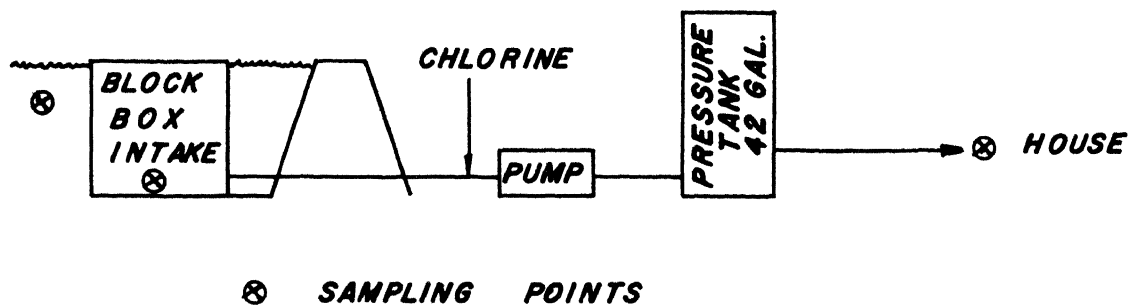 CHLORINE
BLOCK
BOX
INTAKE
PUMP
PRESSURE
TANK
42 GAL.
HOUSE
SAMPLING POINTS